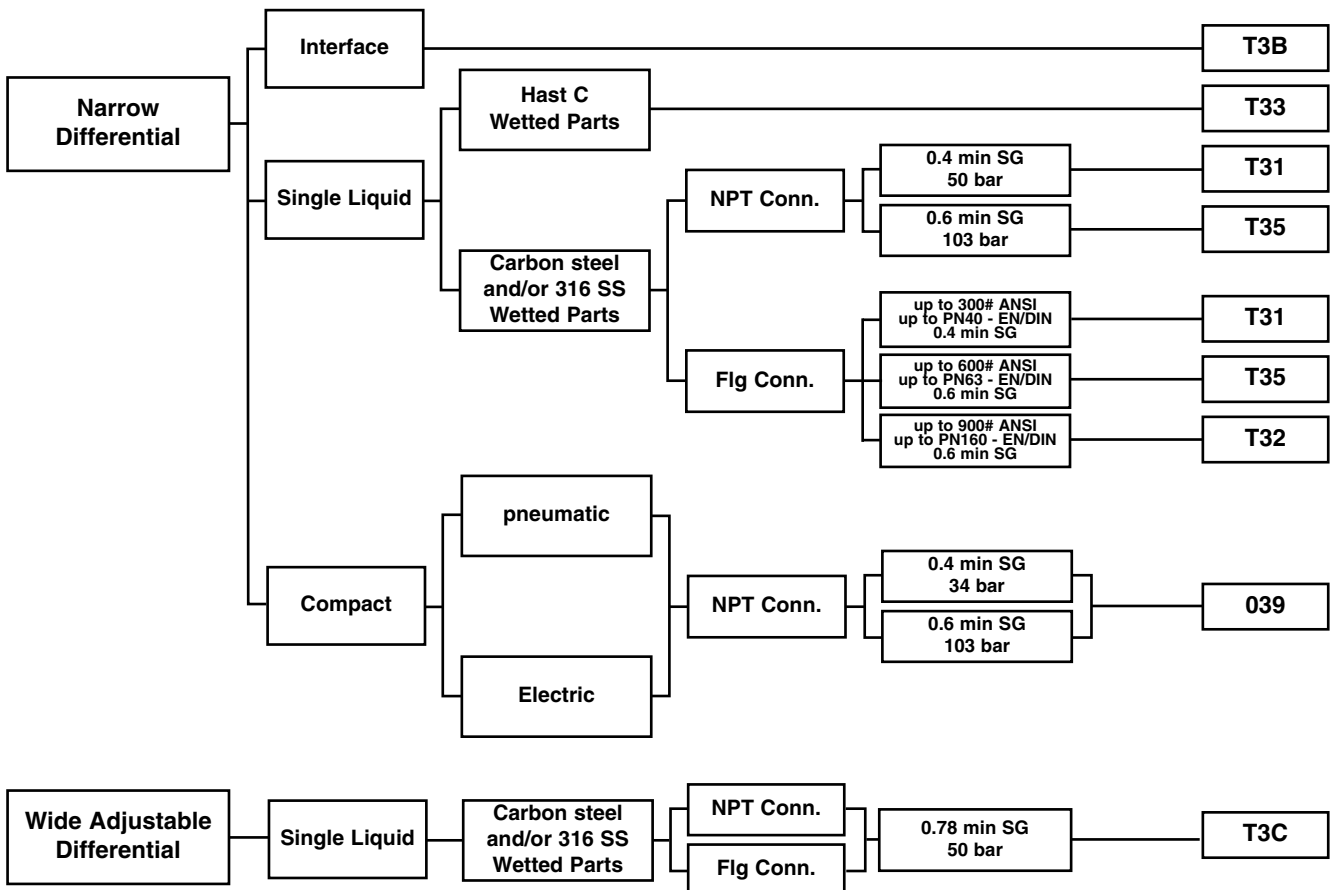 Narrow
Differential
Interface
T3B
Hast C
Wetted Parts
T33
Single Liquid
NPT Conn.
0.4 min SG
50 bar
T31
0.6 min SG
103 bar
T35
Carbon steel
and/or 316 SS
Wetted Parts
Flg Conn.
up to 300# ANSI
up to PN40 - EN/DIN
0.4 min SG
T31
up to 600# ANSI
up to PN63 - EN/DIN
0.6 min SG
T35
up to 900# ANSI
up to PN160 - EN/DIN
0.6 min SG
T32
Compact
pneumatic
Electric
NPT Conn.
0.4 min SG
34 bar
0.6 min SG
103 bar
039
Wide Adjustable
Differential
Single Liquid
Carbon steel
and/or 316 SS
Wetted Parts
NPT Conn.
Flg Conn.
0.78 min SG
50 bar
T3C